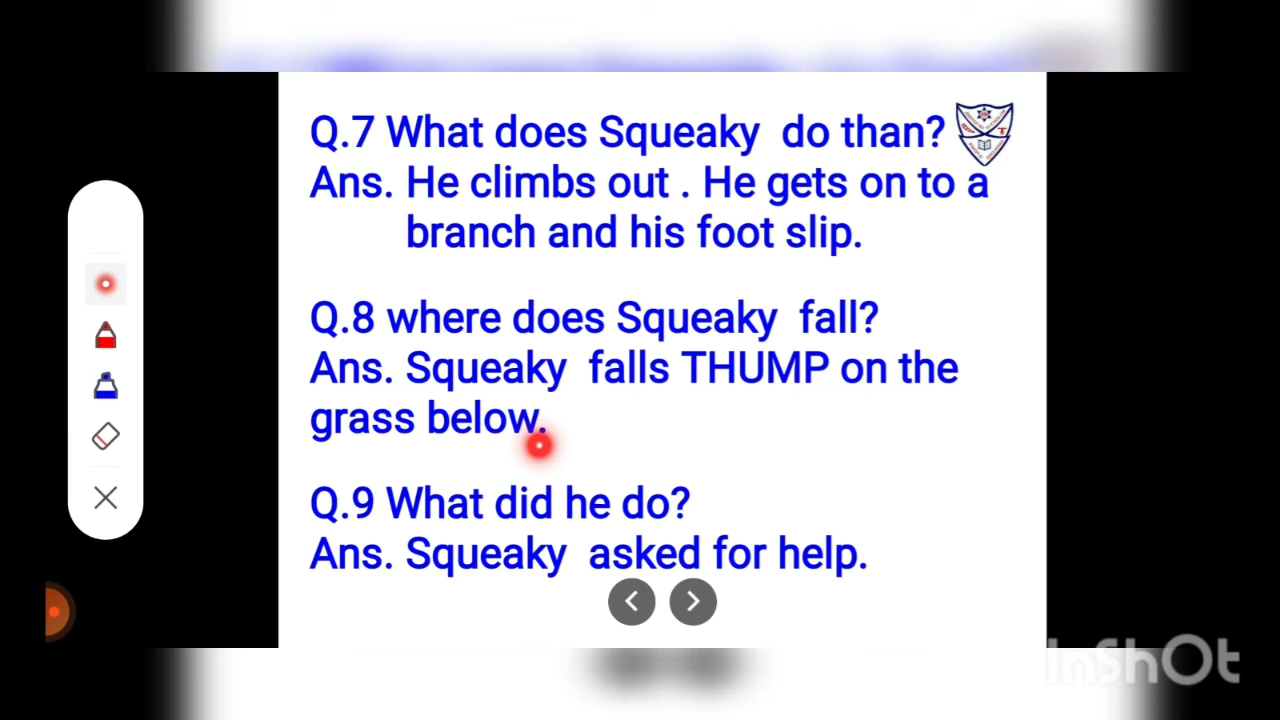 Q.7 What does Squeaky do than?
Ans. He climbs out . He gets on to a
branch and his foot slip.
Q.8 where does Squeaky fall?
Ans. Squeaky falls THUMP on the
grass below.
Q.9 What did he do?
Ans. Squeaky asked for help.
InShOt